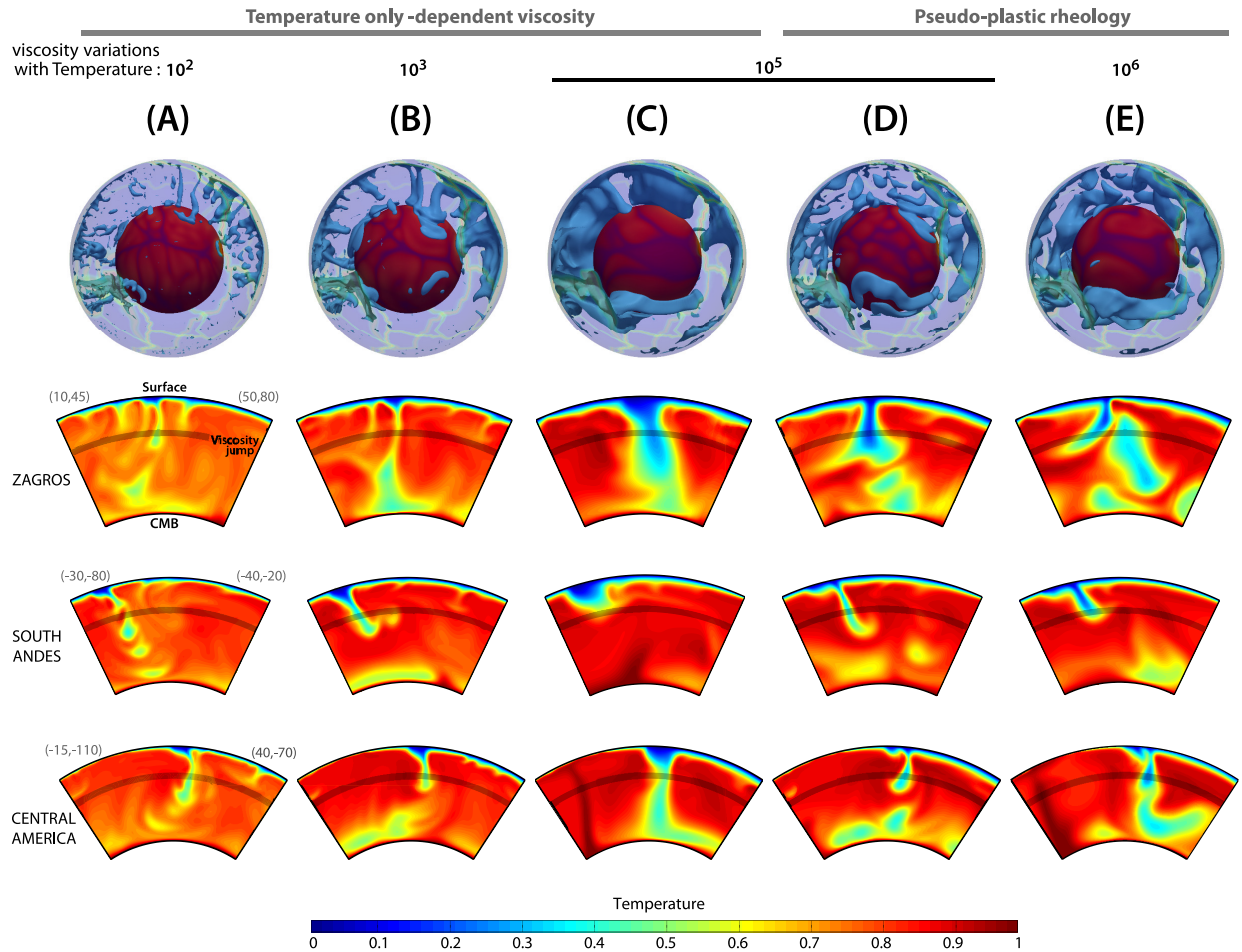 Temperature only -dependent viscosity
Pseudo-plastic rheology
viscosity variations
with Temperature : 10² 10³ 10⁵ 10⁶
(A) (B) (C) (D) (E)
(10,45) Surface (50,80)
Viscosity
jump
ZAGROS
CMB
(-30,-80) (-40,-20)
SOUTH
ANDES
(-15,-110) (40,-70)
CENTRAL
AMERICA
Temperature
0 0.1 0.2 0.3 0.4 0.5 0.6 0.7 0.8 0.9 1